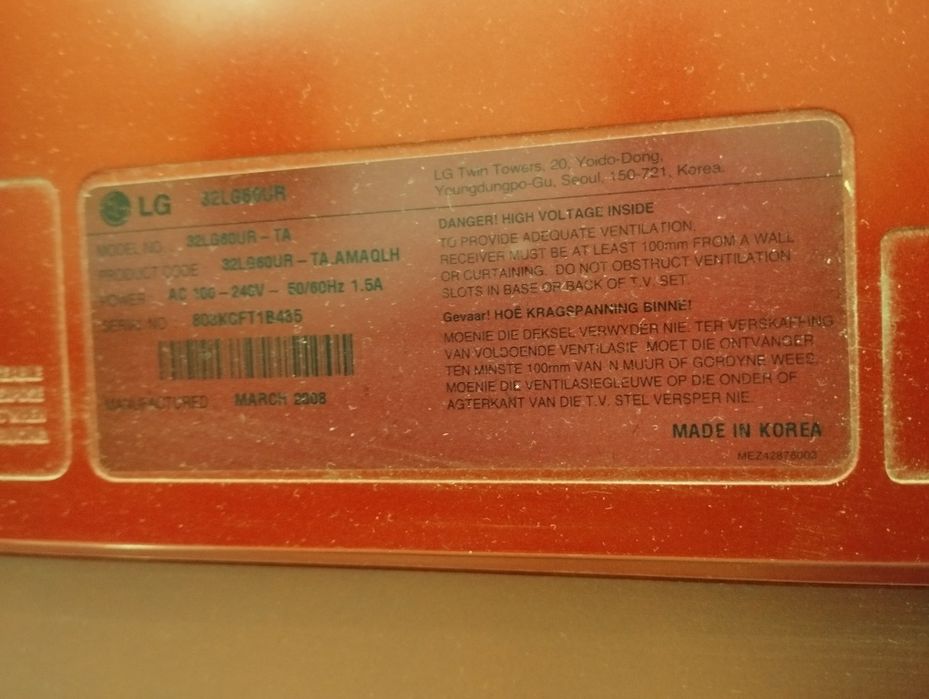 LG 32LG60UR
MODEL NO. 32LG60UR - TA
PRODUCT CODE 32LG60UR - TA.AMAQLH
POWER AC 100 - 240V ~ 50/60Hz 1.5A
SERIAL NO 803KCFT1B435
MANUFACTURED MARCH 2008
LG Twin Towers, 20, Yoido-Dong,
Youngdungpo-Gu, Seoul, 150-721, Korea.
DANGER! HIGH VOLTAGE INSIDE
TO PROVIDE ADEQUATE VENTILATION,
RECEIVER MUST BE AT LEAST 100mm FROM A WALL
OR CURTAINING. DO NOT OBSTRUCT VENTILATION
SLOTS IN BASE OR BACK OF T.V. SET.
Gevaar! HOË KRAGSPANNING BINNE!
MOENIE DIE DEKSEL VERWYDER NIE. TER VERSKAFFING
VAN VOLDOENDE VENTILASIE MOET DIE ONTVANGER
TEN MINSTE 100mm VAN 'N MUUR OF GORDYNE WEES.
MOENIE DIE VENTILASIEGLEUWE OP DIE ONDER OF
AGTERKANT VAN DIE T.V. STEL VERSPER NIE.
MADE IN KOREA
MEZ42876003